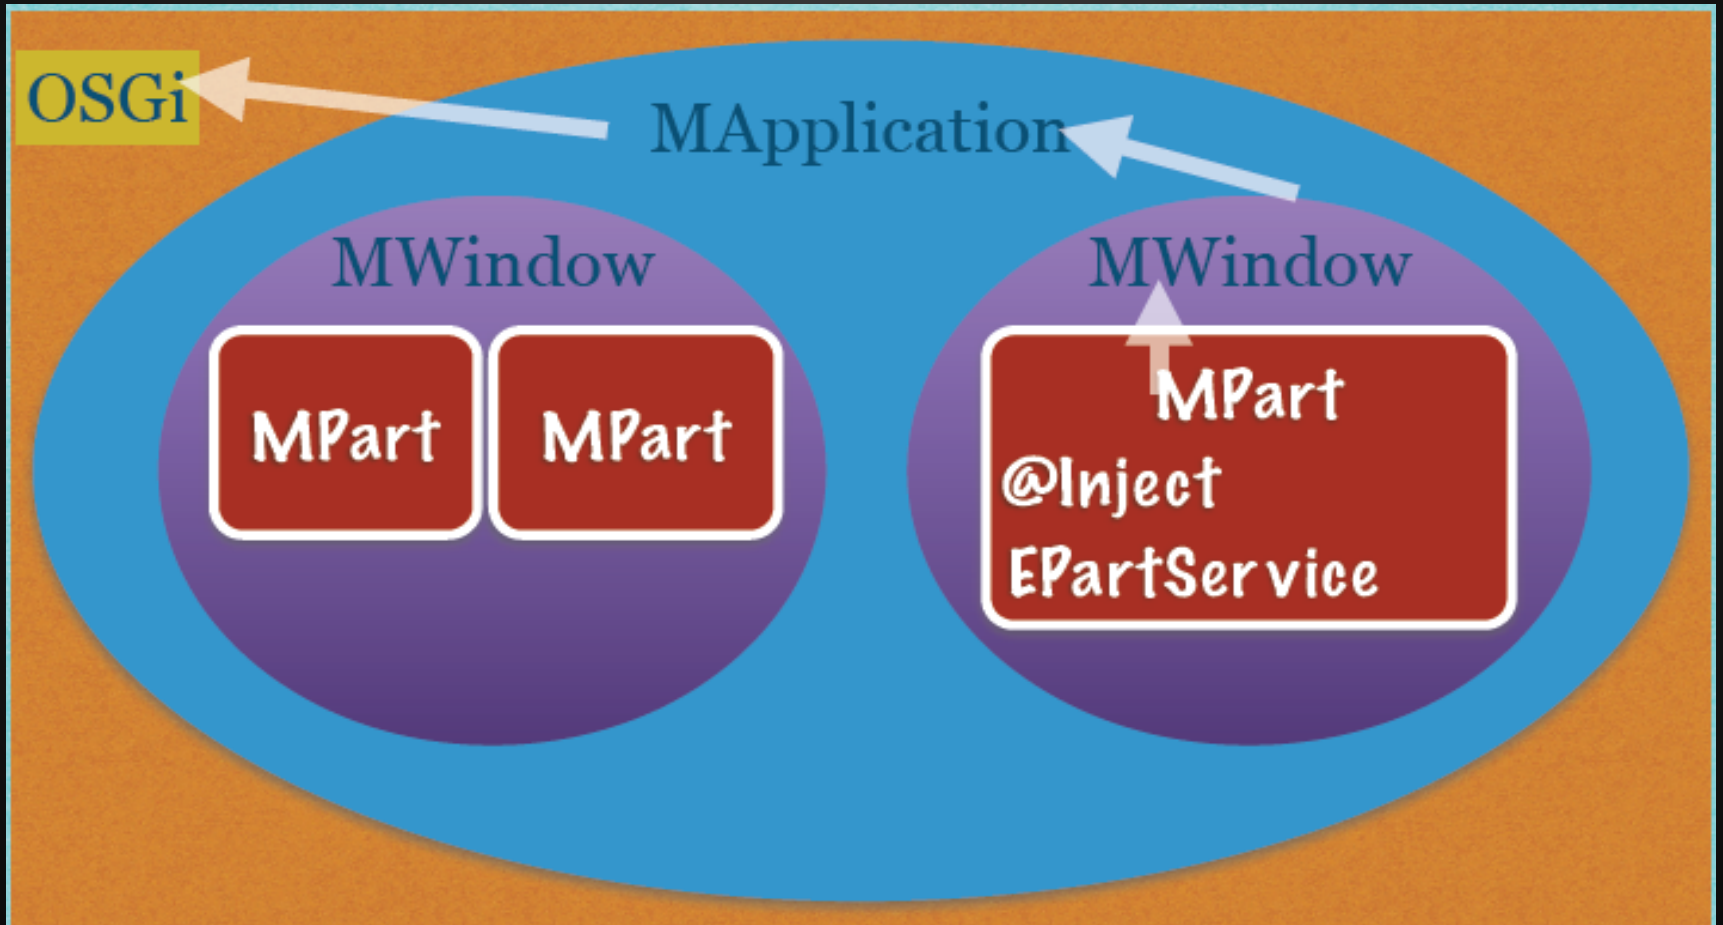 OSGi
MApplication
MWindow
MWindow
MPart
MPart
MPart
@Inject
EPartService